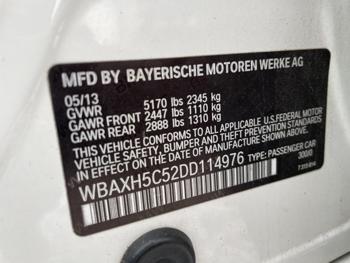 MFD BY BAYERISCHE MOTOREN WERKE AG
05/13
GVWR 5170 lbs 2345 kg
GAWR FRONT 2447 lbs 1110 kg
GAWR REAR 2888 lbs 1310 kg
THIS VEHICLE CONFORMS TO ALL APPLICABLE FEDERAL MOTOR VEHICLE
SAFETY, BUMPER, AND THEFT PREVENTION STANDARDS IN EFFECT
ON THE DATE OF MANUFACTURE SHOWN ABOVE.
WBAXH5C52DD114976 TYPE: PASSENGER CAR
300/0